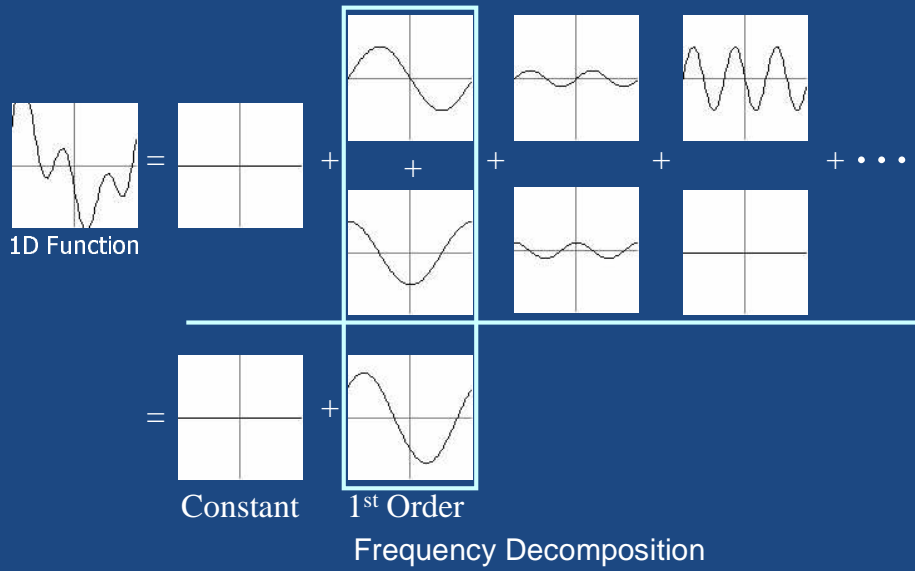 +
= + + + + • • •
1D Function
= +
Constant 1st Order
Frequency Decomposition